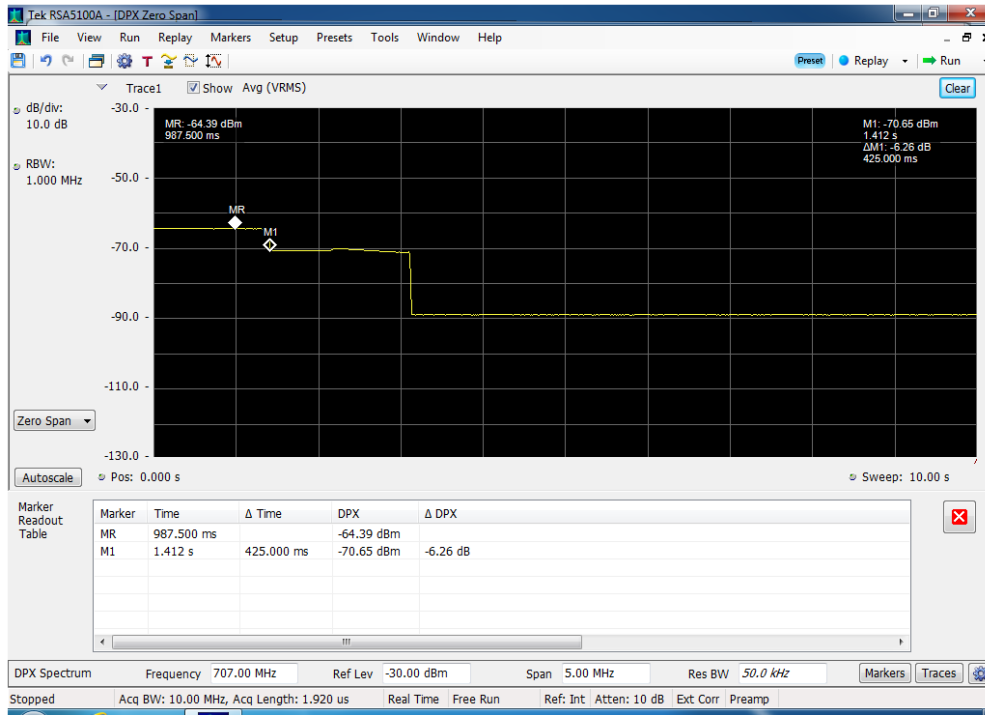 Tek RSA5100A - [DPX Zero Span]
File View Run Replay Markers Setup Presets Tools Window Help
T Preset Replay Run
Trace1 Show Avg (VRMS) Clear
dB/div: -30.0 -
10.0 dB
MR: -64.39 dBm M1: -70.65 dBm
987.500 ms 1.412 s
ΔM1: -6.26 dB
425.000 ms
RBW:
1.000 MHz -50.0 -
MR
M1
-70.0 -
-90.0 -
-110.0 -
Zero Span
-130.0 -
Autoscale Pos: 0.000 s Sweep: 10.00 s
Marker
Readout
Table
Marker Time Δ Time DPX Δ DPX
MR 987.500 ms -64.39 dBm
M1 1.412 s 425.000 ms -70.65 dBm -6.26 dB
DPX Spectrum Frequency 707.00 MHz Ref Lev -30.00 dBm Span 5.00 MHz Res BW 50.0 kHz Markers Traces
Stopped Acq BW: 10.00 MHz, Acq Length: 1.920 us Real Time Free Run Ref: Int Atten: 10 dB Ext Corr Preamp